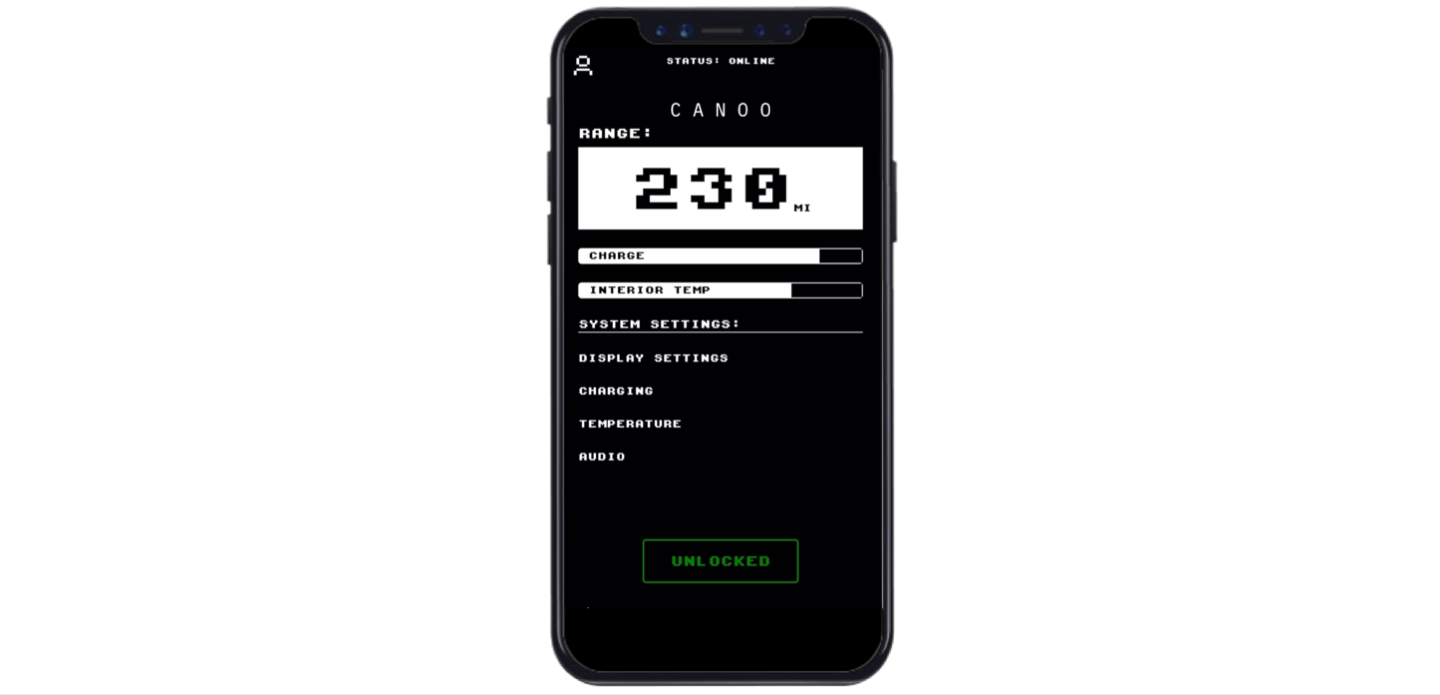 STATUS: ONLINE
CANOO
RANGE:
230 MI
CHARGE
INTERIOR TEMP
SYSTEM SETTINGS:
DISPLAY SETTINGS
CHARGING
TEMPERATURE
AUDIO
UNLOCKED